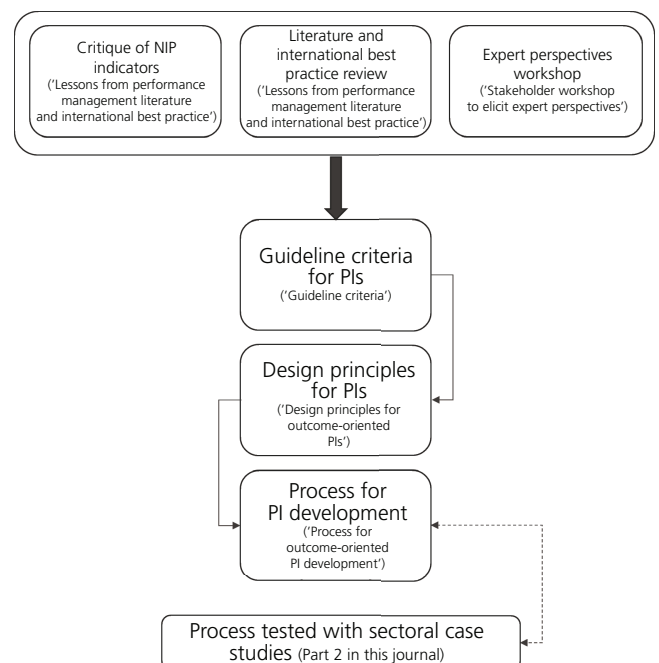 Critique of NIP
indicators
('Lessons from performance
management literature
and international best practice')
Literature and
international best
practice review
('Lessons from performance
management literature
and international best practice')
Expert perspectives
workshop
('Stakeholder workshop
to elicit expert perspectives')
Guideline criteria
for PIs
('Guideline criteria')
Design principles
for PIs
('Design principles for
outcome-oriented
PIs')
Process for
PI development
('Process for
outcome-oriented
PI development')
Process tested with sectoral case
studies (Part 2 in this journal)